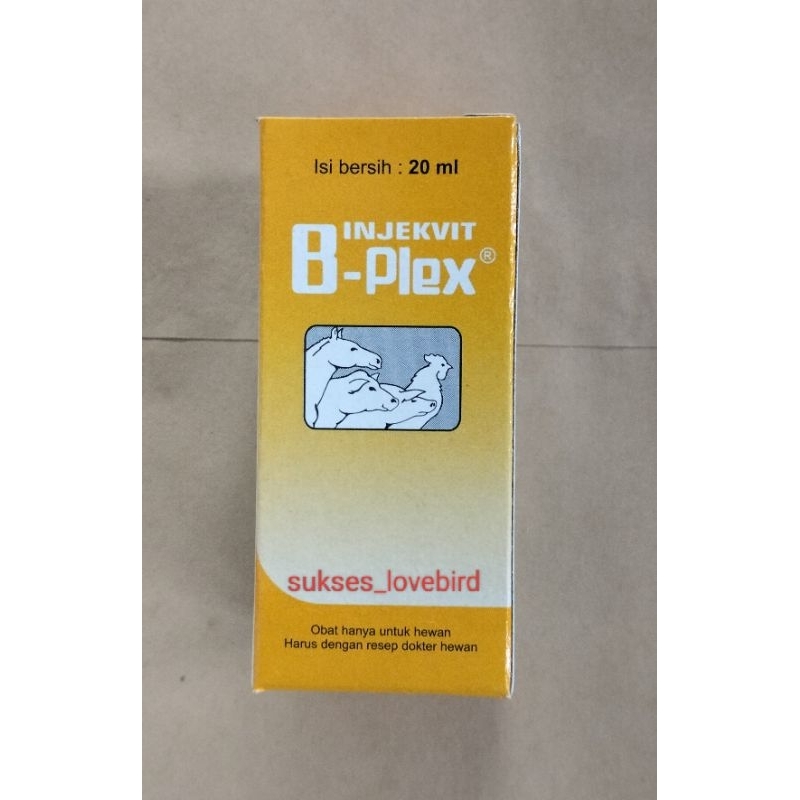 Isi bersih : 20 ml
INJEKVIT
B-Plex®
sukses_lovebird
Obat hanya untuk hewan
Harus dengan resep dokter hewan